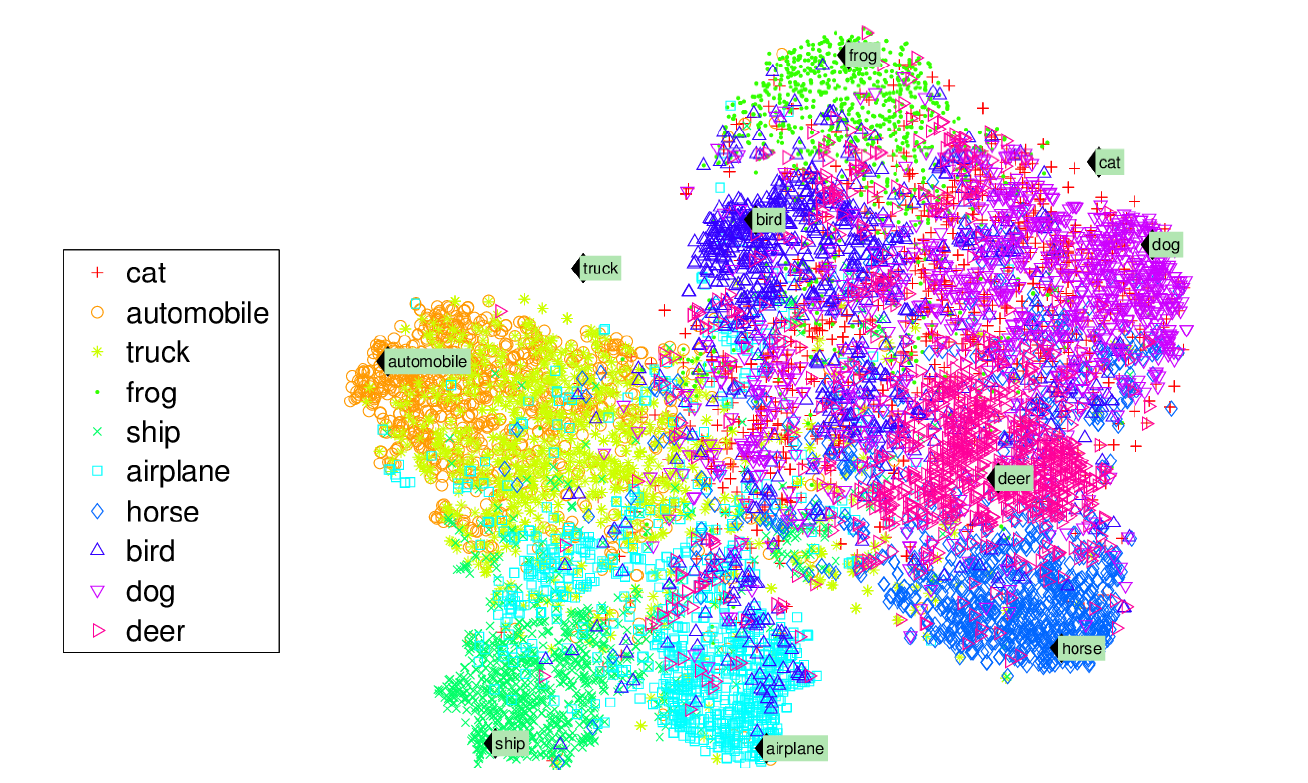 frog
cat
bird
dog
truck
cat
automobile
truck
frog
ship
airplane
horse
bird
dog
deer
automobile
deer
horse
ship
airplane